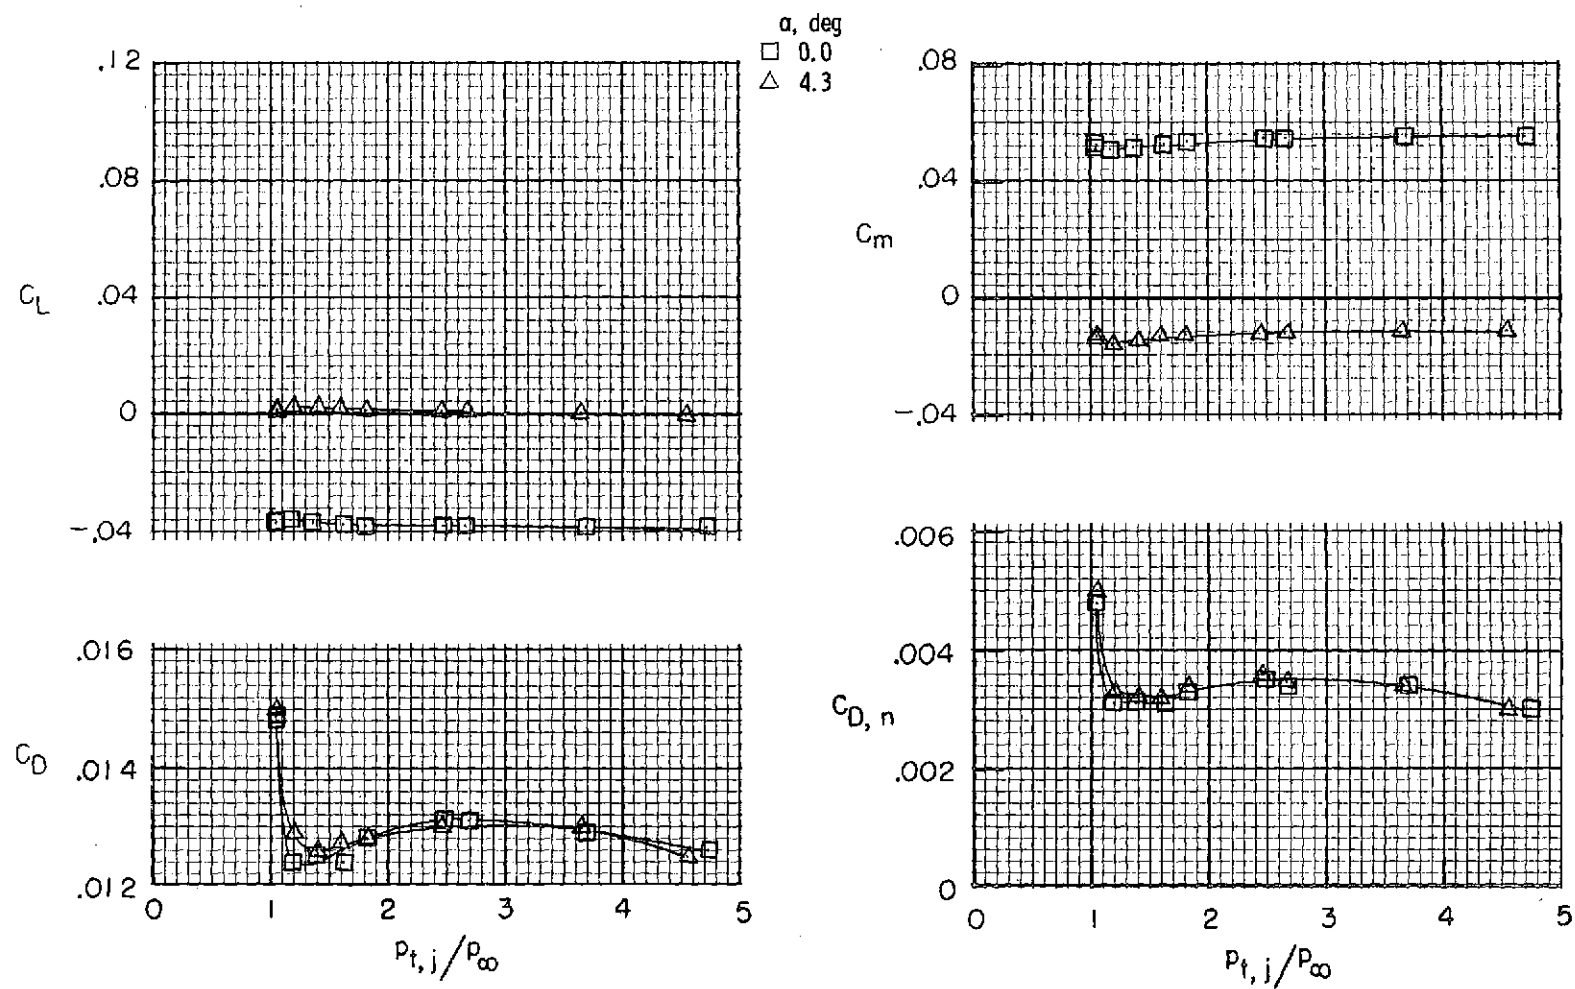 α, deg
□ 0.0
△ 4.3
.12
.08
.04
0
-.04
C_L
.016
.014
.012
C_D
0 1 2 3 4 5
p_t,j/p_∞
.08
.04
0
-.04
C_m
.006
.004
.002
0
C_D,n
0 1 2 3 4 5
p_t,j/p_∞